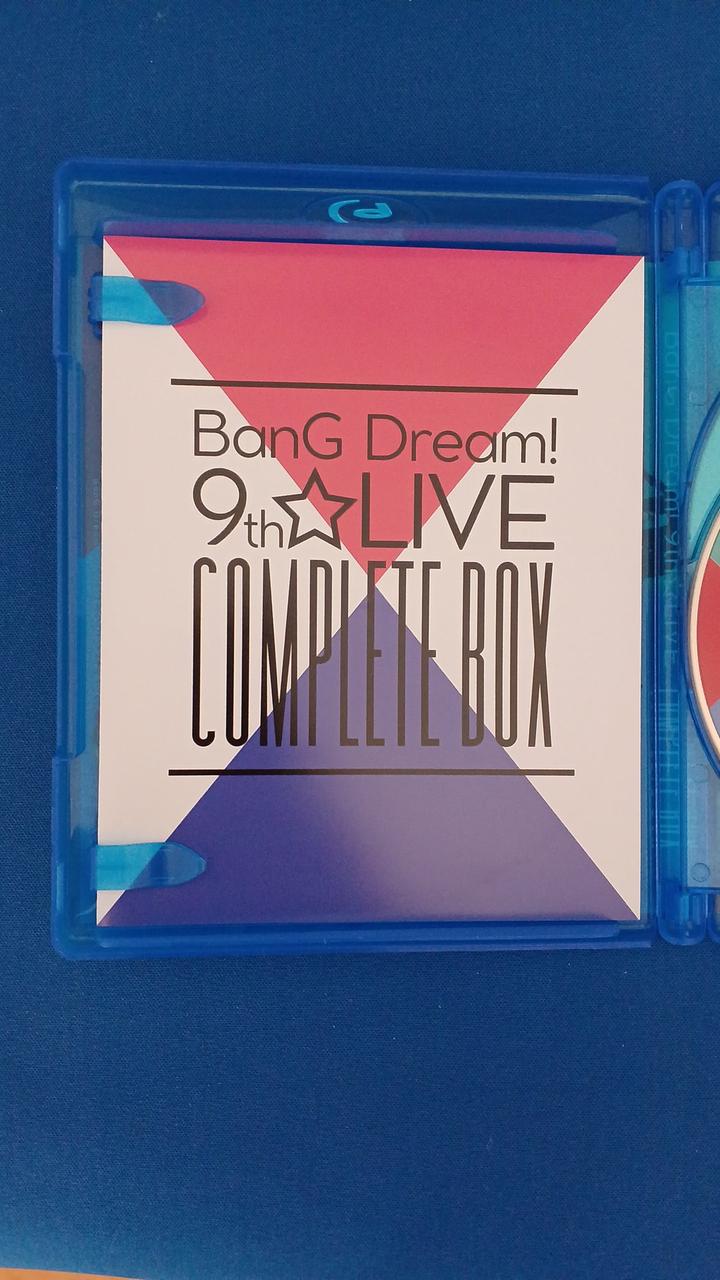 BanG Dream!
9th☆LIVE
COMPLETE BOX